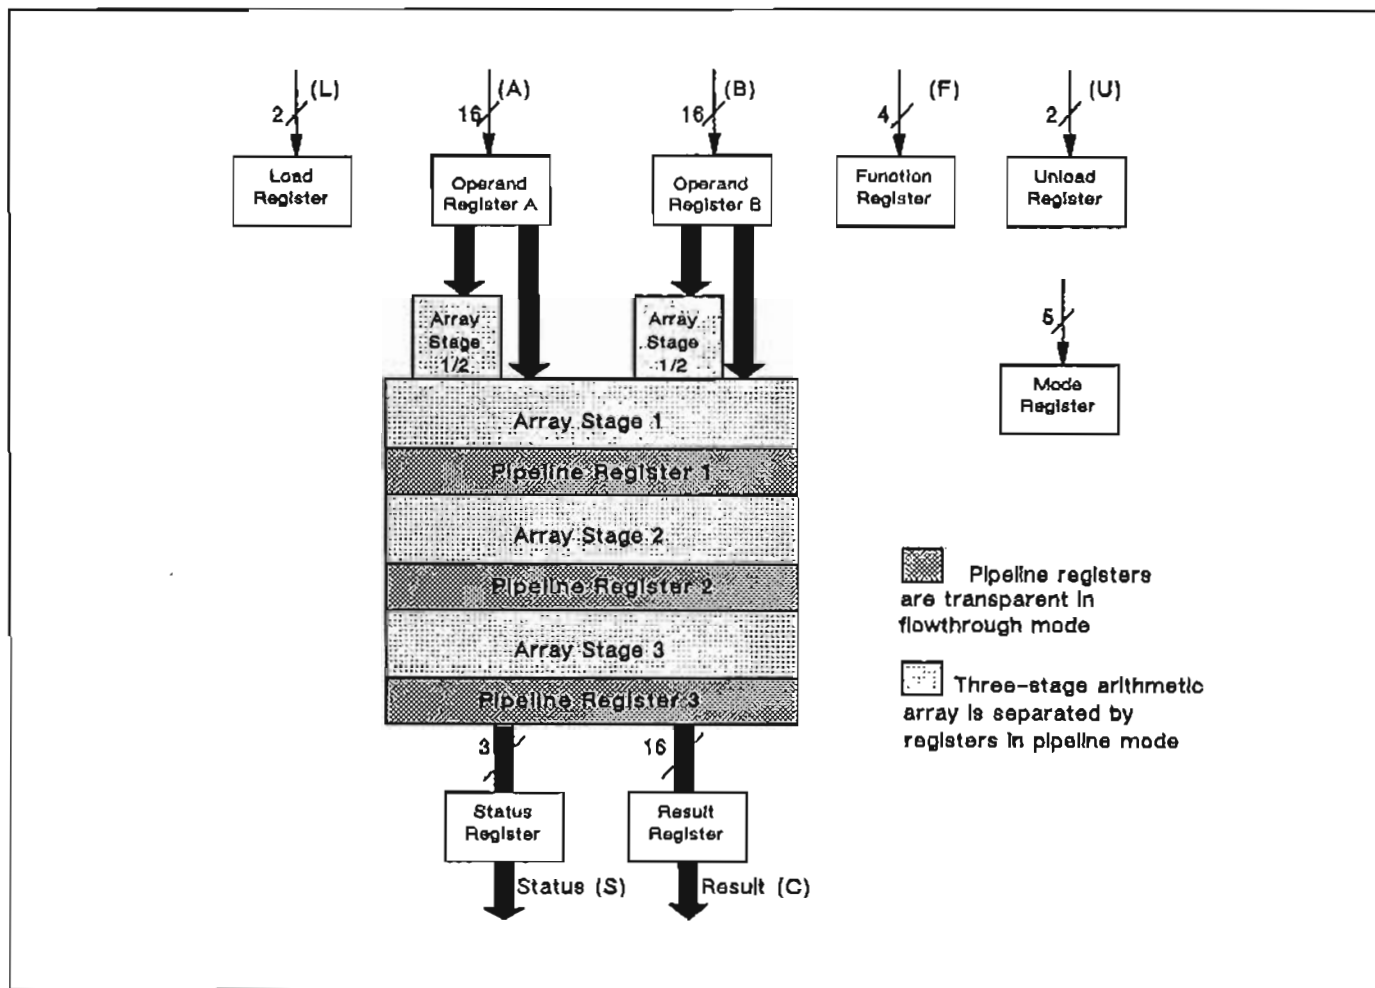 (L)
2
(A)
16
(B)
16
(F)
4
(U)
2
Load
Register
Operand
Register A
Operand
Register B
Function
Register
Unload
Register
5
Mode
Register
Array
Stage
1/2
Array
Stage
1/2
Array Stage 1
Pipeline Register 1
Array Stage 2
Pipeline Register 2
Array Stage 3
Pipeline Register 3
Pipeline registers
are transparent in
flowthrough mode
Three-stage arithmetic
array is separated by
registers in pipeline mode
3
16
Status
Register
Result
Register
Status (S)
Result (C)